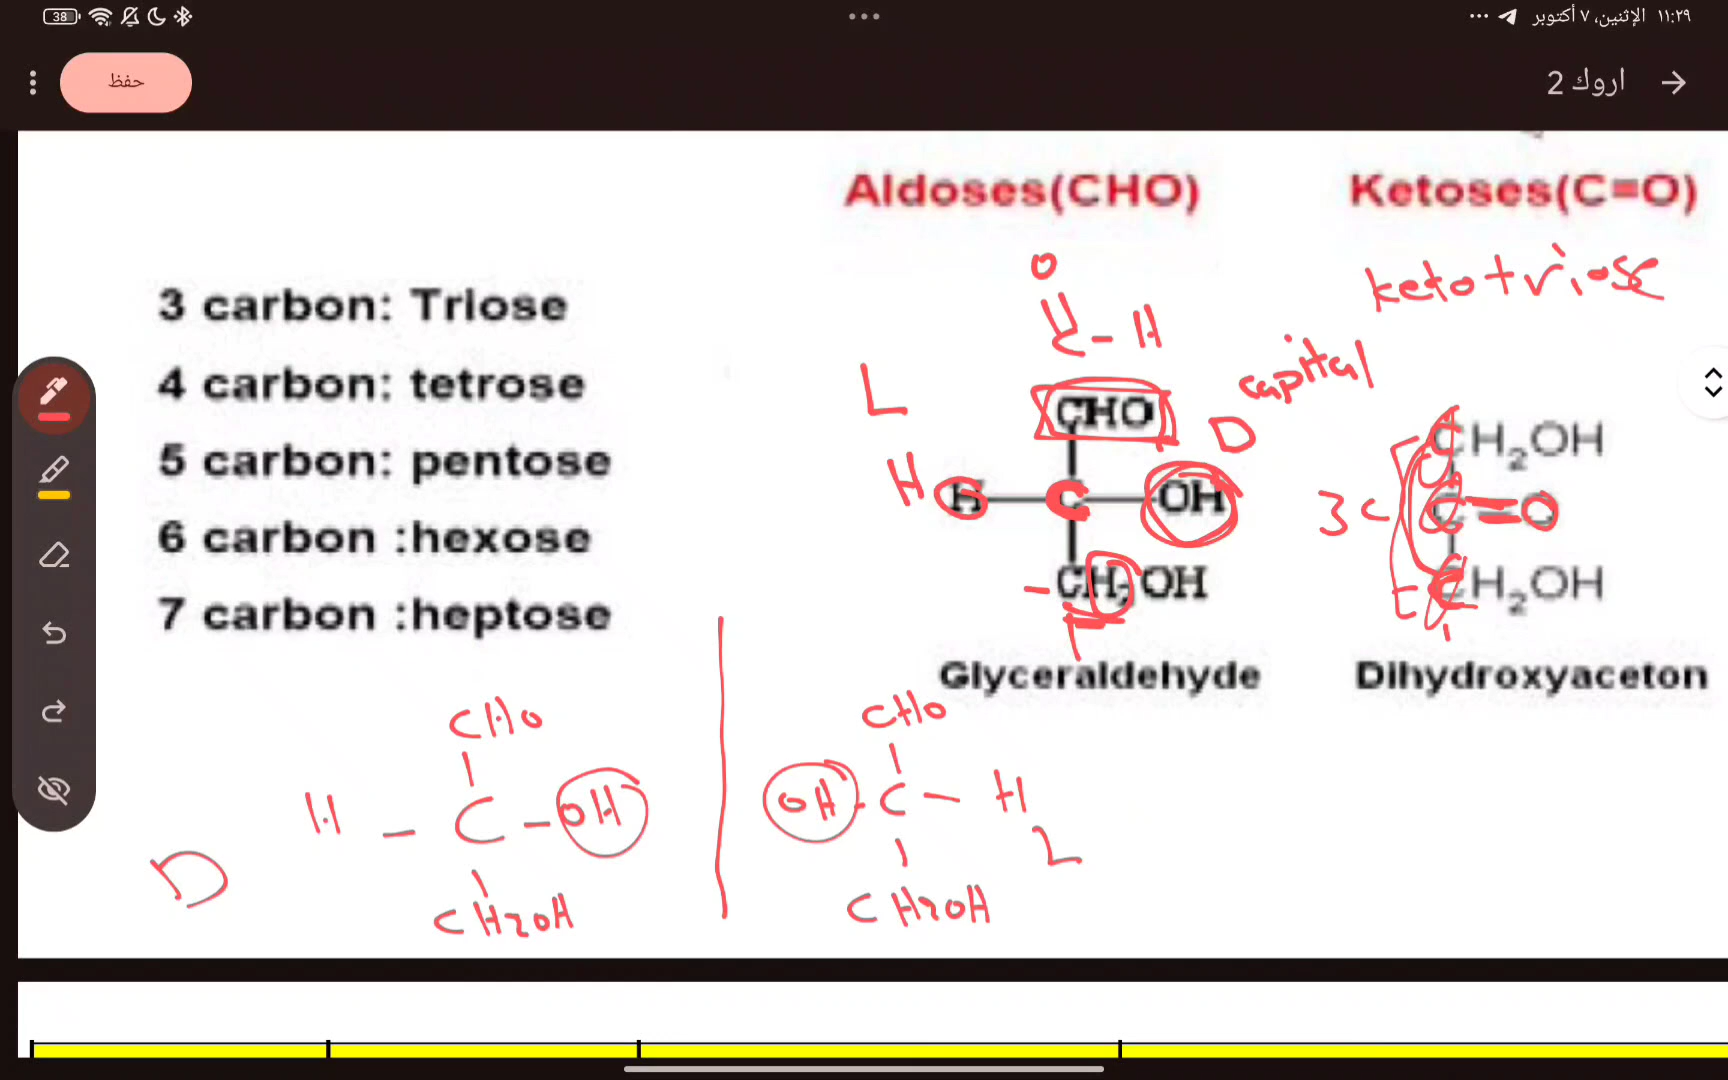 38
١١:٢٩ الإثنين، ٧ أكتوبر
حفظ
اروك 2
Aldoses(CHO)
Ketoses(C=O)
3 carbon: Triose
4 carbon: tetrose
5 carbon: pentose
6 carbon :hexose
7 carbon :heptose
O
C - H
L
CHO
D
capital
H H C OH
- CH2OH
Glyceraldehyde
ketotriose
CH2OH
3C
C=O
CH2OH
Dihydroxyaceton
CHO
H - C - OH
D
CH2OH
CHO
OH - C - H
L
CH2OH